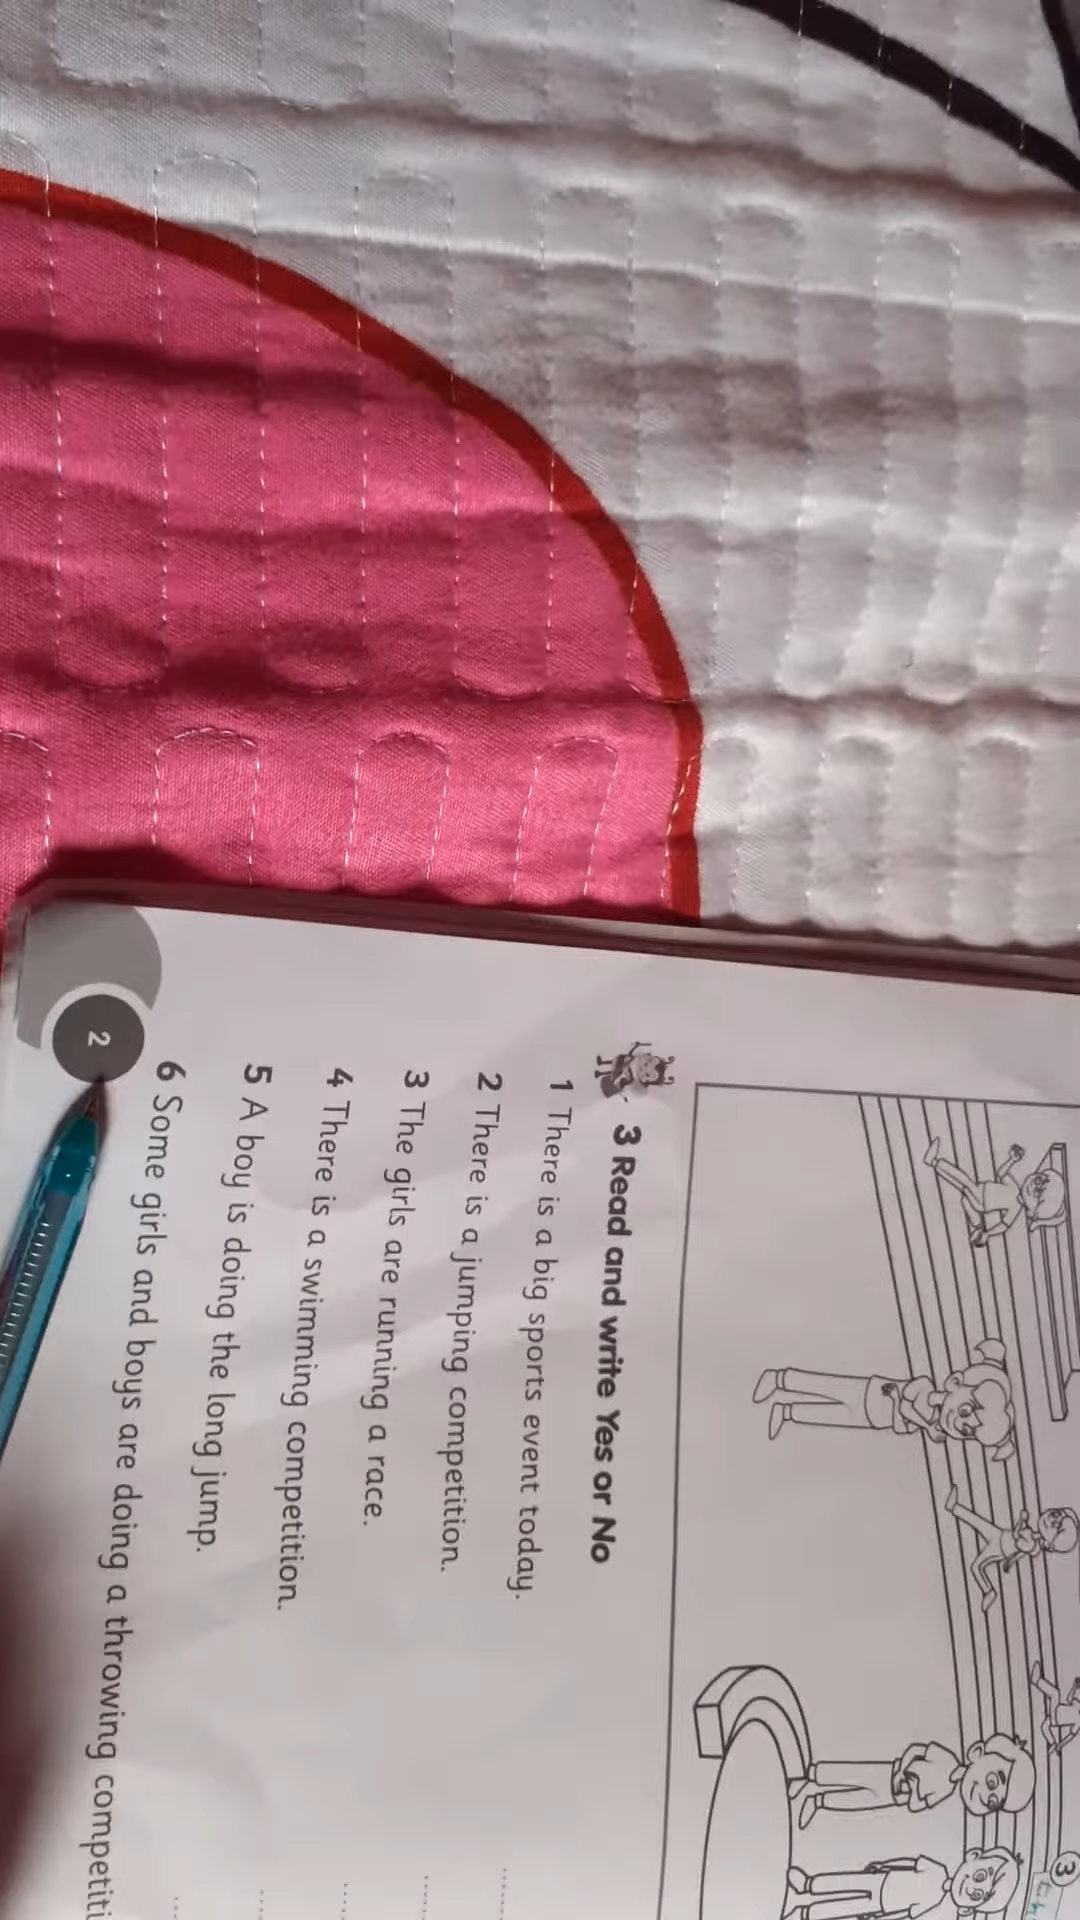 3
3 Read and write Yes or No
1 There is a big sports event today.
2 There is a jumping competition.
3 The girls are running a race.
4 There is a swimming competition.
5 A boy is doing the long jump.
6 Some girls and boys are doing a throwing competiti
2